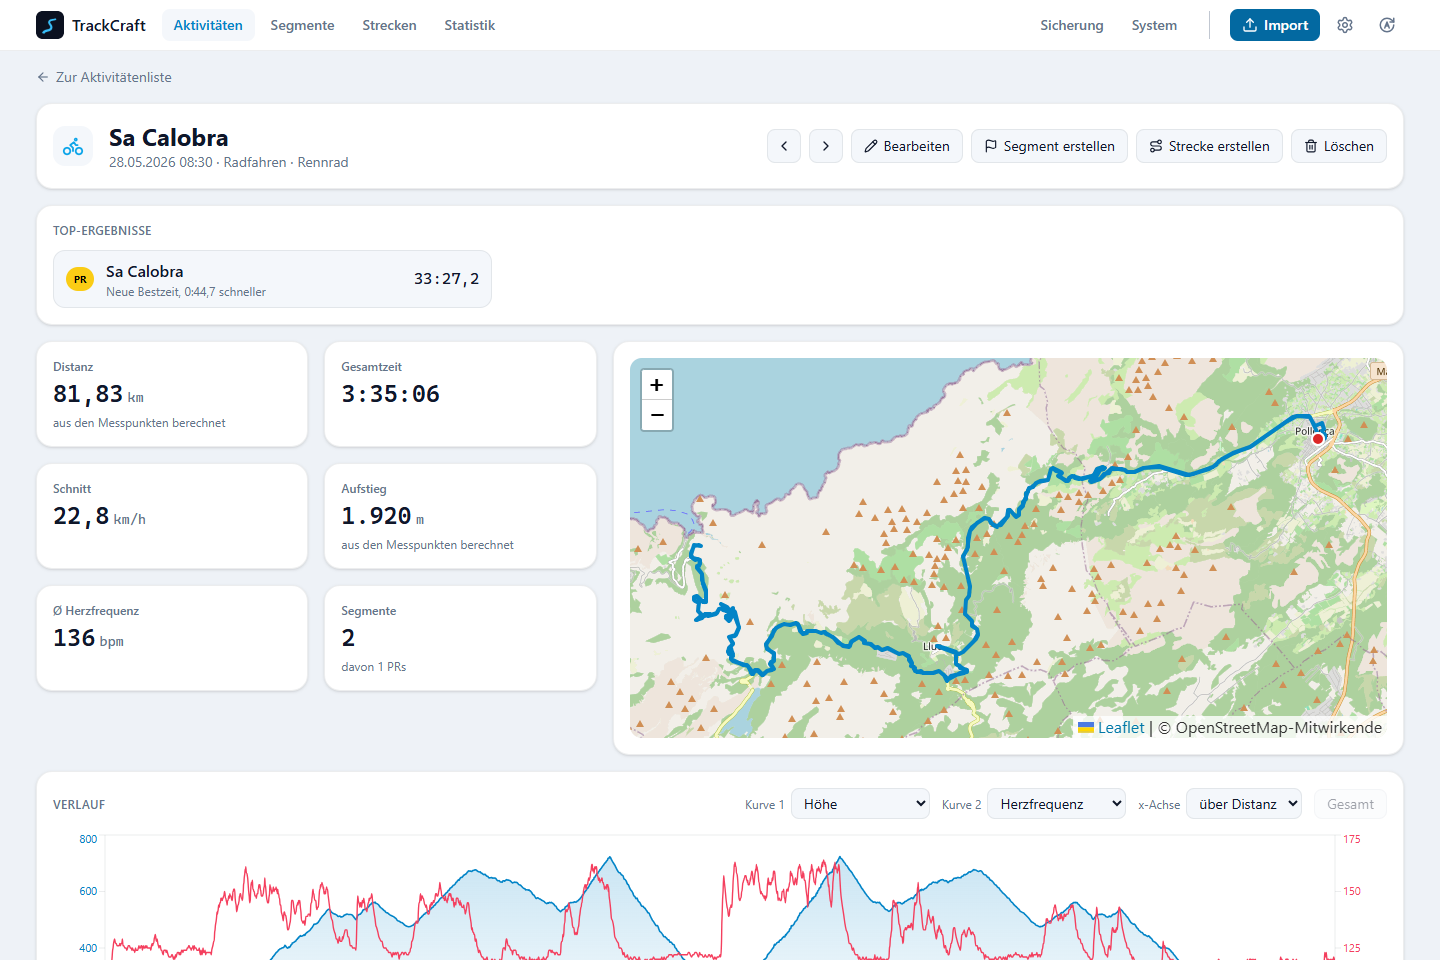 TrackCraft
Aktivitäten
Segmente
Strecken
Statistik
Sicherung
System
Import
Zur Aktivitätenliste
Sa Calobra
28.05.2026 08:30 · Radfahren · Rennrad
Bearbeiten
Segment erstellen
Strecke erstellen
Löschen
TOP-ERGEBNISSE
PR
Sa Calobra
Neue Bestzeit, 0:44,7 schneller
33:27,2
Distanz
81,83 km
aus den Messpunkten berechnet
Gesamtzeit
3:35:06
Schnitt
22,8 km/h
Aufstieg
1.920 m
aus den Messpunkten berechnet
Ø Herzfrequenz
136 bpm
Segmente
2
davon 1 PRs
+
−
Leaflet | © OpenStreetMap-Mitwirkende
VERLAUF
Kurve 1
Höhe
Kurve 2
Herzfrequenz
x-Achse
über Distanz
Gesamt
800
600
400
175
150
125